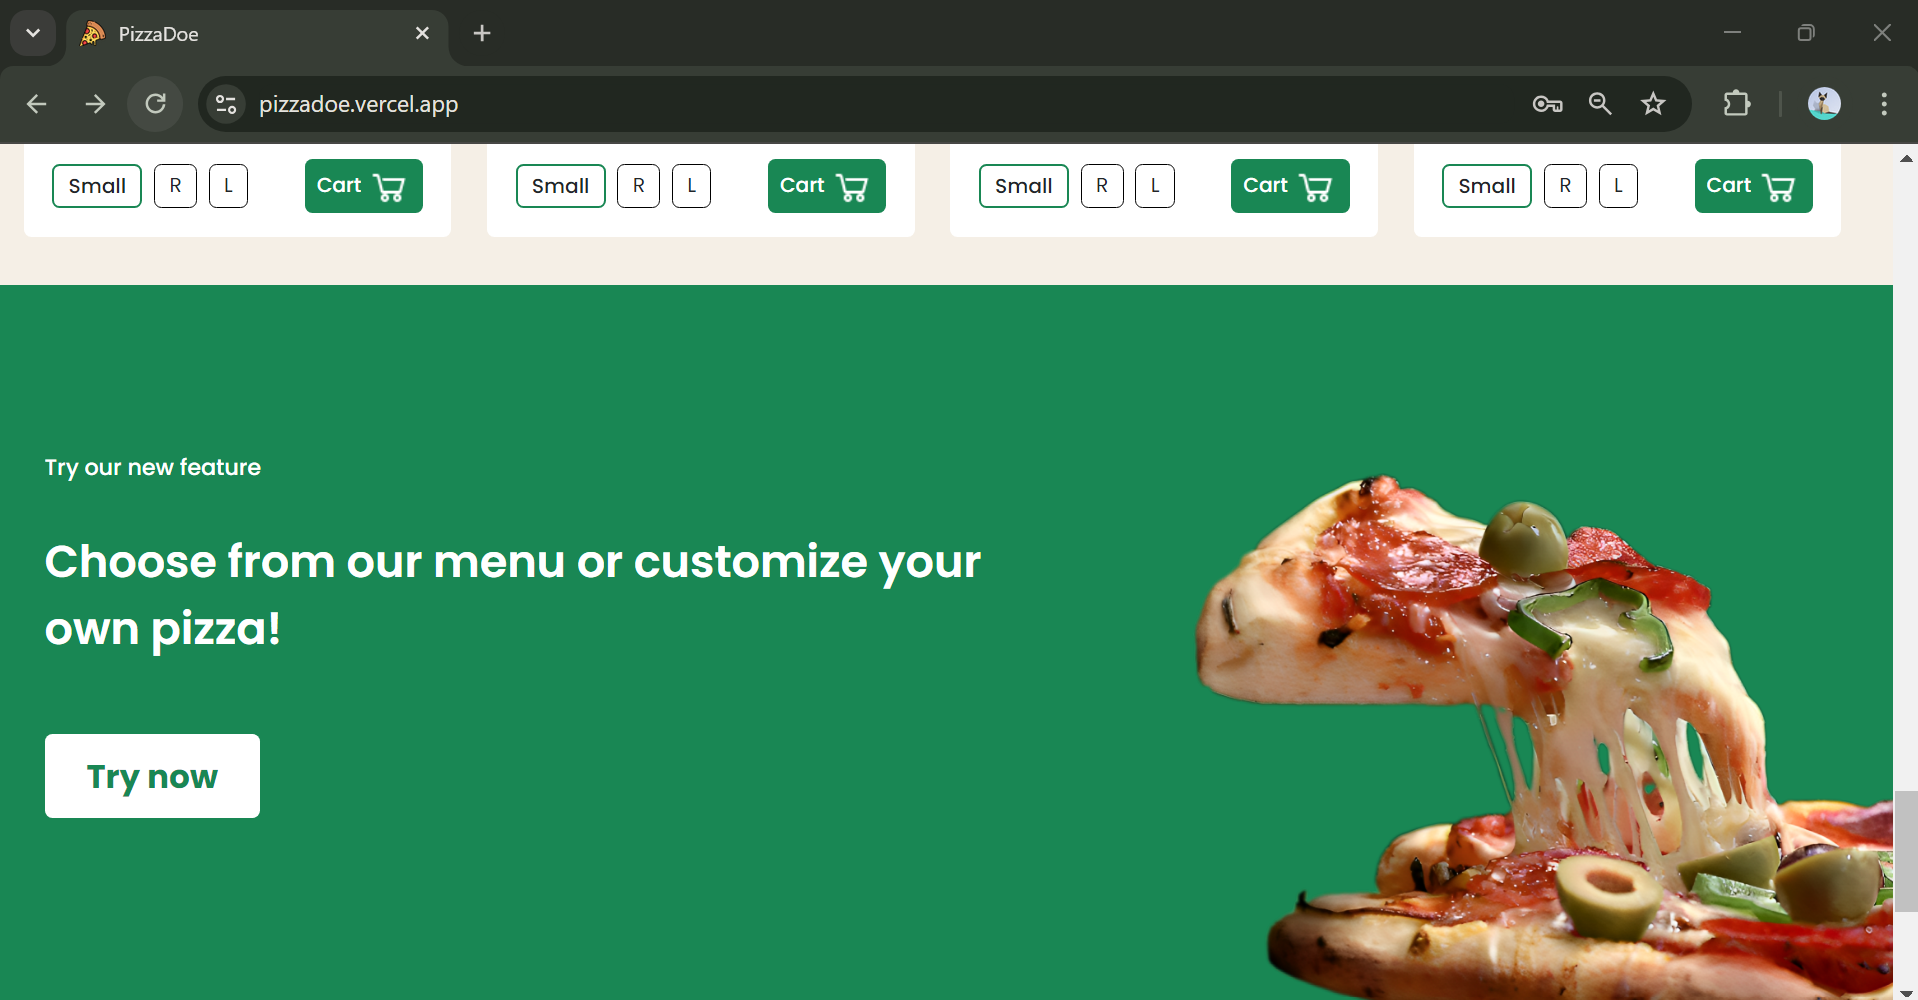 PizzaDoe
pizzadoe.vercel.app
Small R L Cart Small R L Cart Small R L Cart Small R L Cart
Try our new feature
Choose from our menu or customize your
own pizza!
Try now